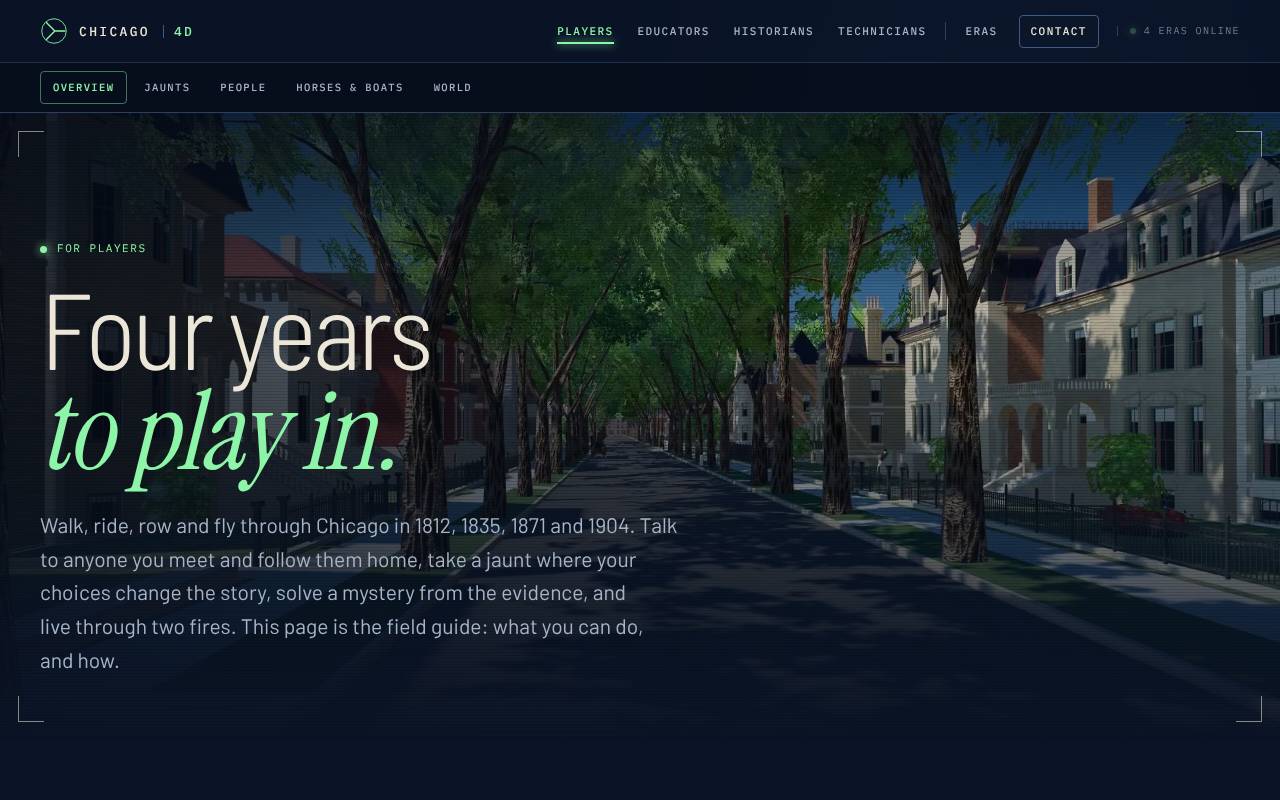 CHICAGO | 4D
PLAYERS
EDUCATORS
HISTORIANS
TECHNICIANS
ERAS
CONTACT
4 ERAS ONLINE
OVERVIEW
JAUNTS
PEOPLE
HORSES & BOATS
WORLD
FOR PLAYERS
Four years
to play in.
Walk, ride, row and fly through Chicago in 1812, 1835, 1871 and 1904. Talk
to anyone you meet and follow them home, take a jaunt where your
choices change the story, solve a mystery from the evidence, and
live through two fires. This page is the field guide: what you can do,
and how.